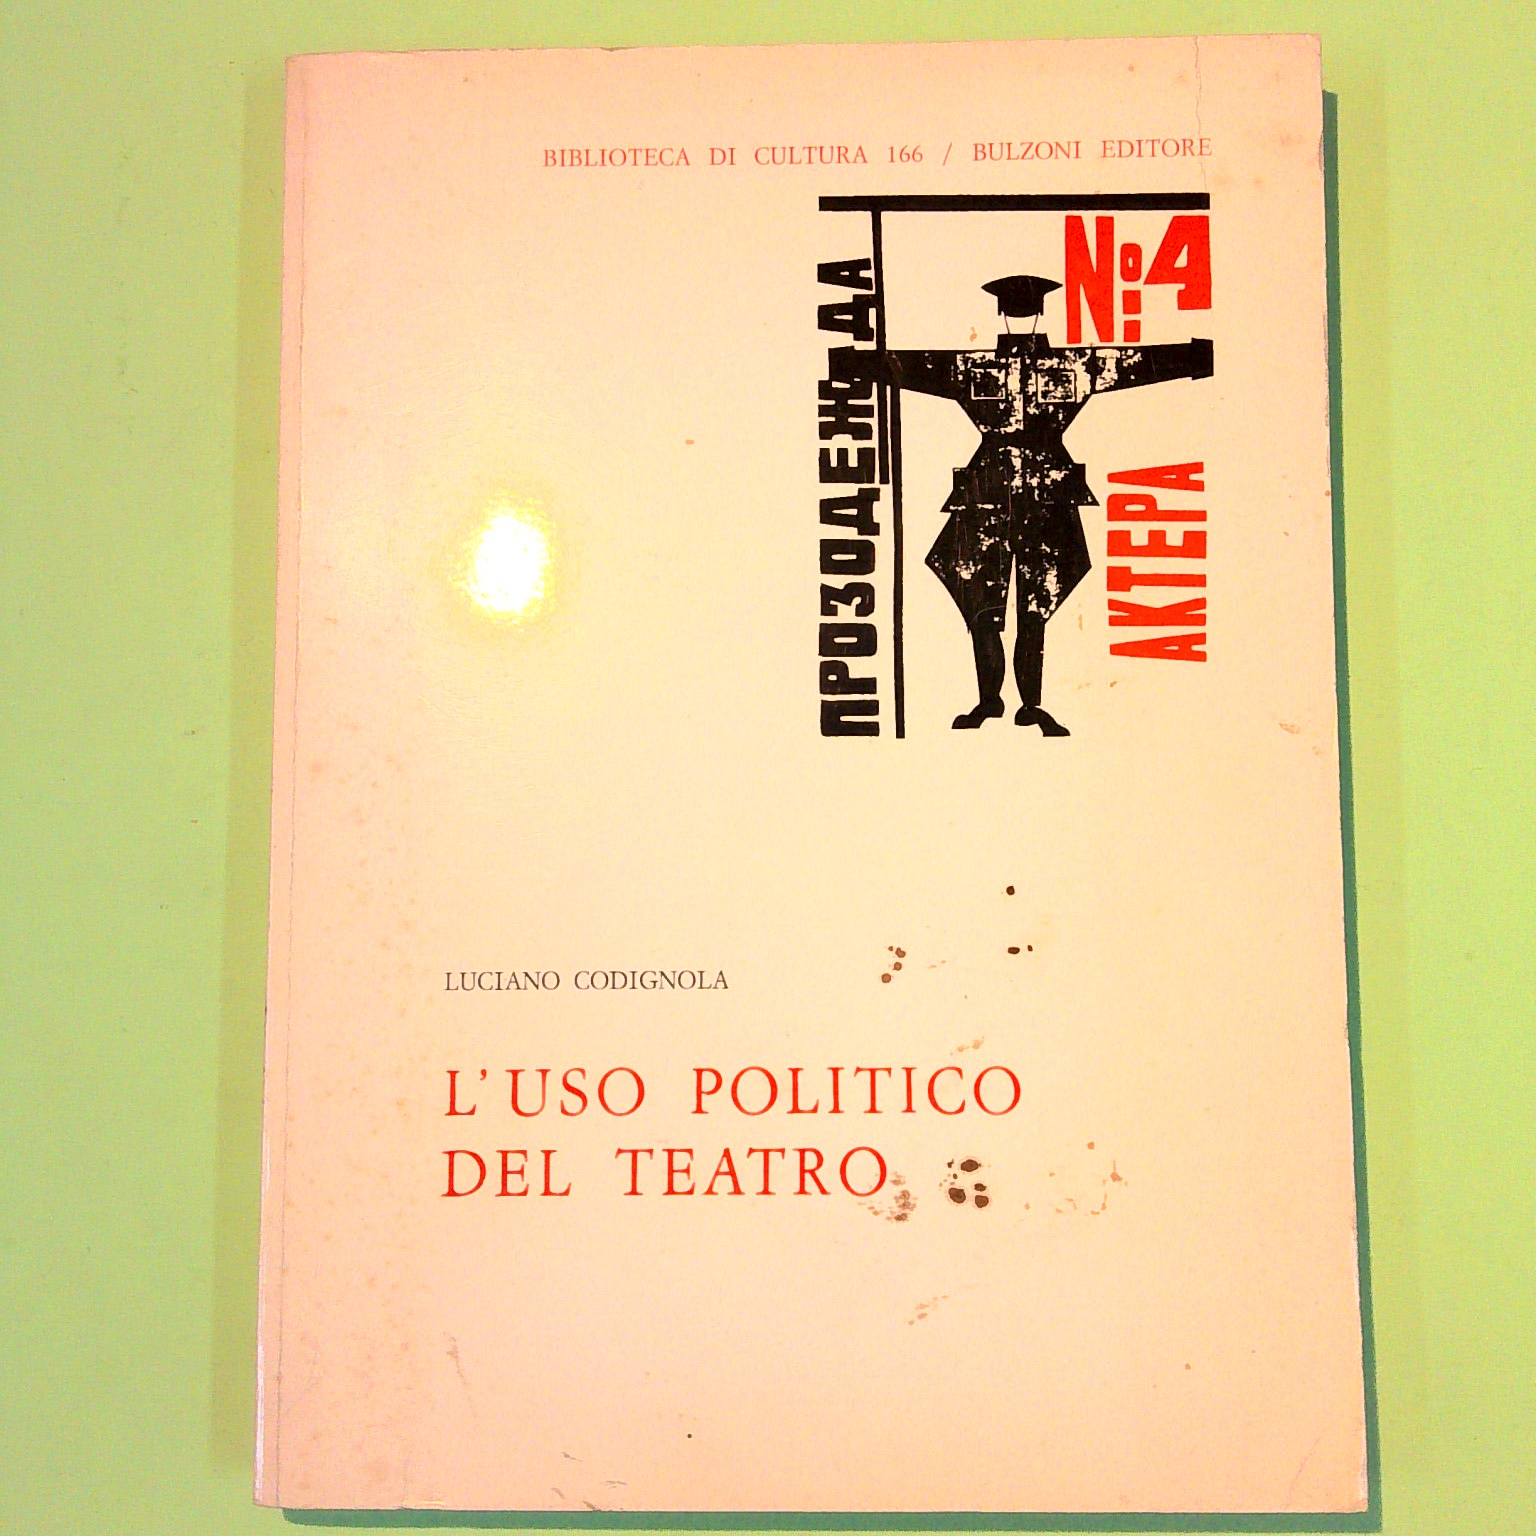 BIBLIOTECA DI CULTURA 166 / BULZONI EDITORE
ПРОЗОДЕЖДА
№4
АКТЕРА
LUCIANO CODIGNOLA
L'USO POLITICO
DEL TEATRO